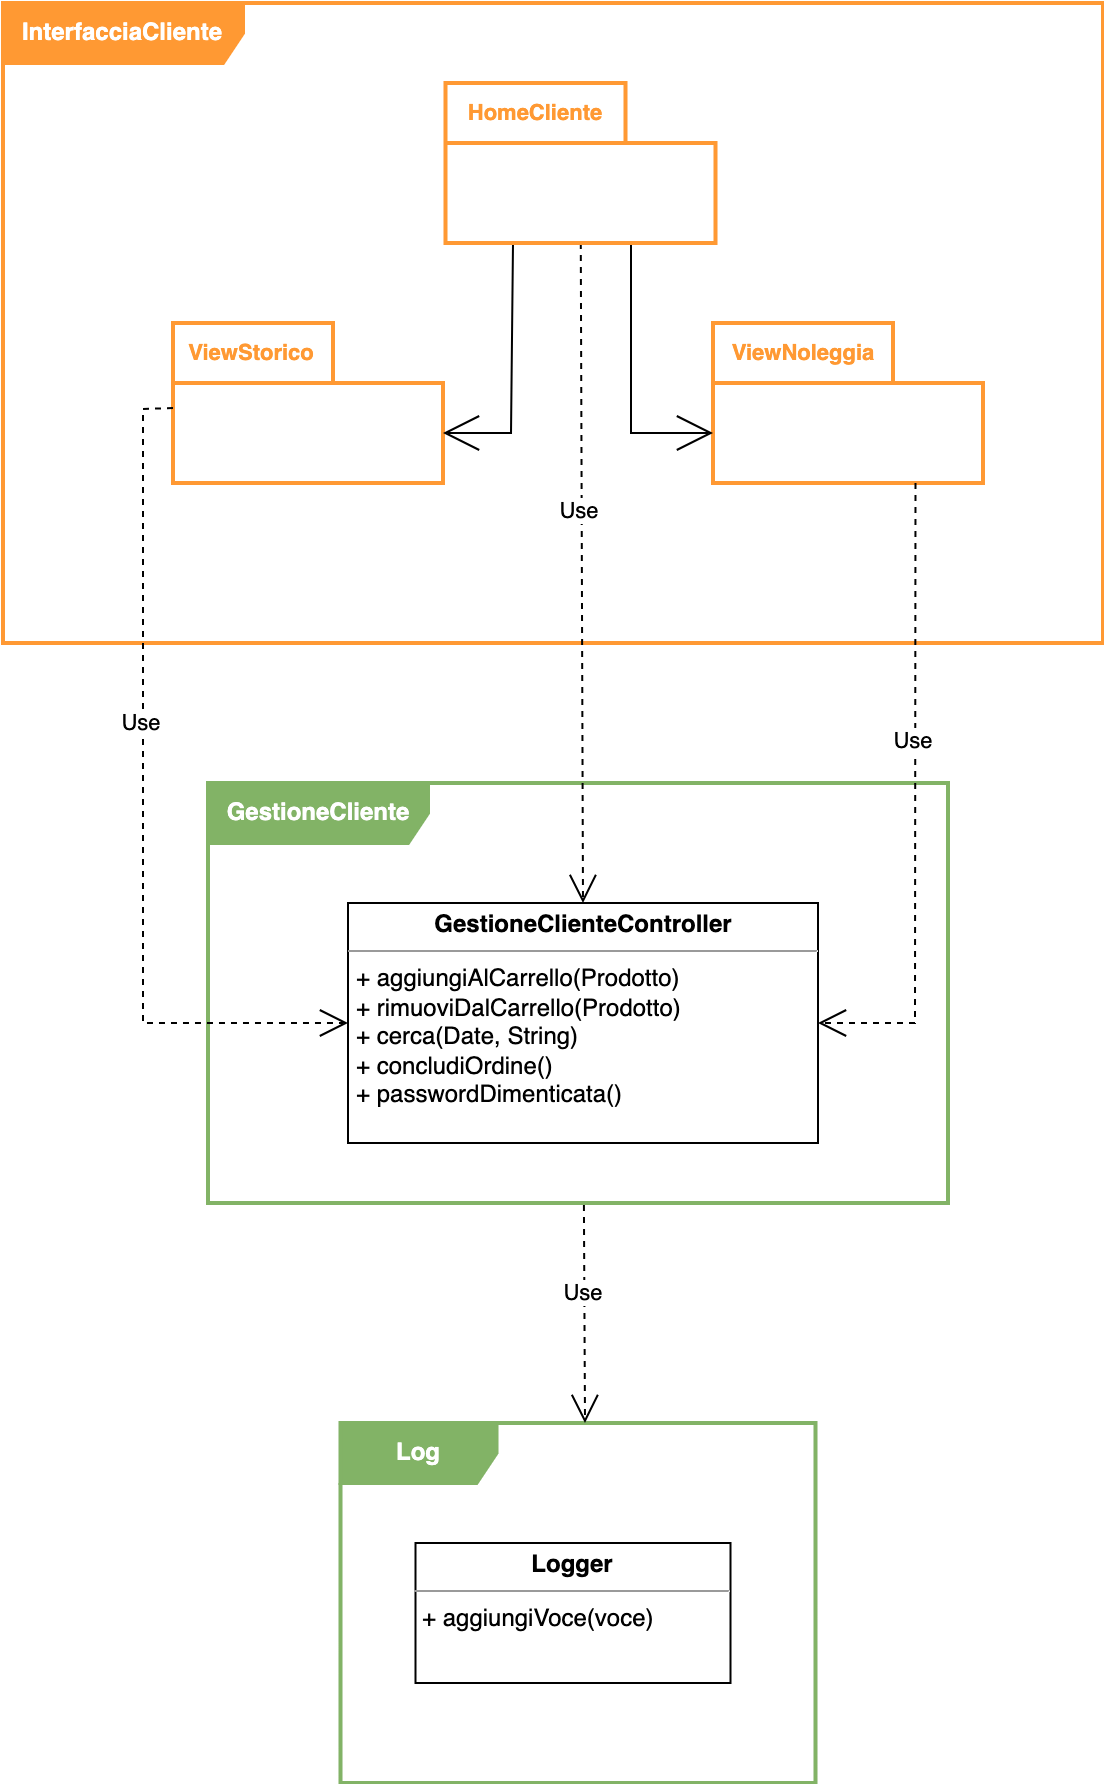 InterfacciaCliente
HomeCliente
ViewStorico
ViewNoleggia
Use
Use
Use
GestioneCliente
GestioneClienteController
+ aggiungiAlCarrello(Prodotto)
+ rimuoviDalCarrello(Prodotto)
+ cerca(Date, String)
+ concludiOrdine()
+ passwordDimenticata()
Use
Log
Logger
+ aggiungiVoce(voce)